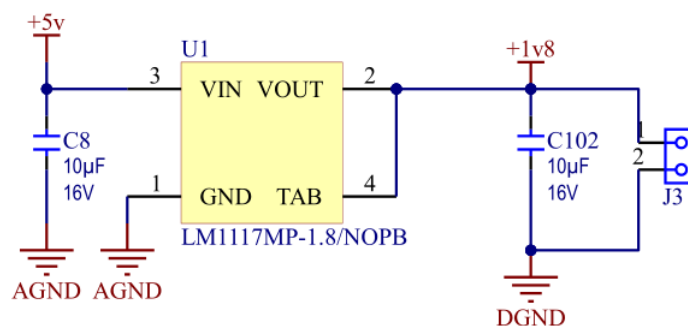 +5v
U1
+1v8
3 VIN VOUT 2
C8
10µF
16V
C102
10µF
16V
1
2
J3
1 GND TAB 4
LM1117MP-1.8/NOPB
AGND
AGND
DGND